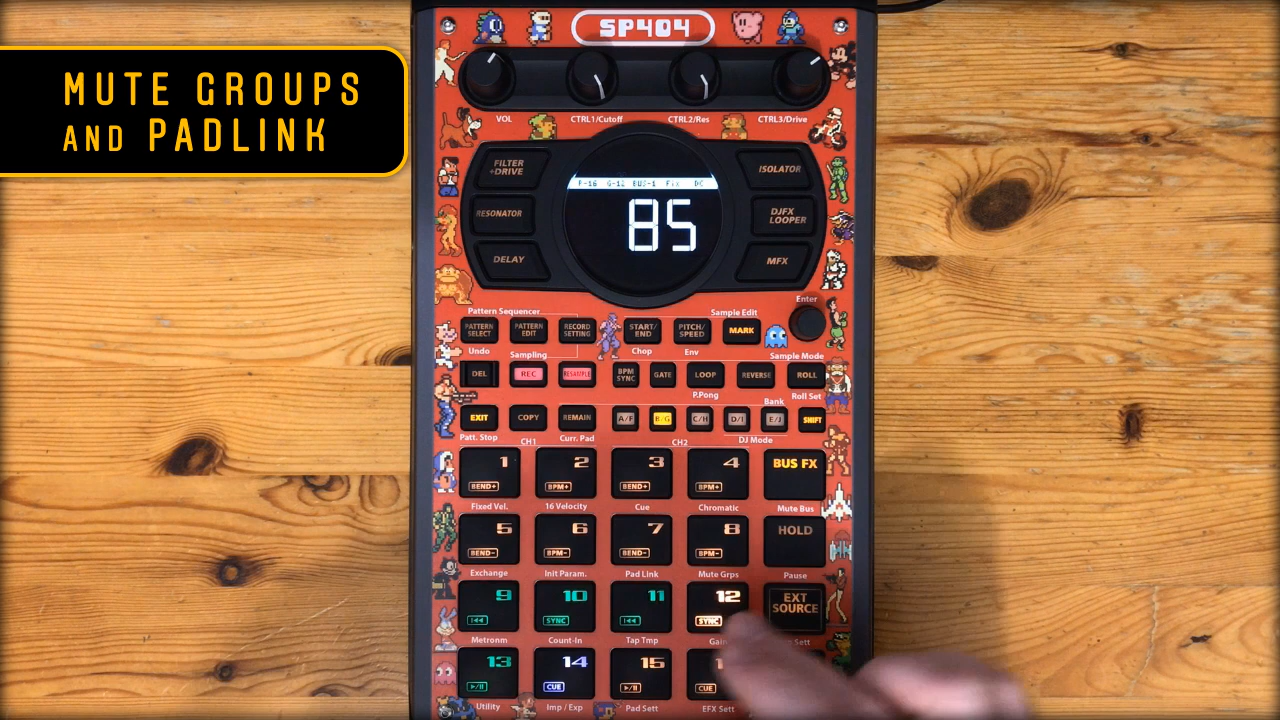 MUTE GROUPS
AND PADLINK
SP404
VOL CTRL1/Cutoff CTRL2/Res CTRL3/Drive
FILTER
+DRIVE
ISOLATOR
P-16 G-12 BUS-1 Fix
85
RESONATOR
DJFX
LOOPER
DELAY
MFX
Enter
Pattern Sequencer
Sample Edit
PATTERN
SELECT
PATTERN
EDIT
RECORD
SETTING
START/
END
PITCH/
SPEED
MARK
Undo
Sampling
Chop
Env
Sample Mode
DEL
REC
RESAMPLE
BPM
SYNC
GATE
LOOP
REVERSE
ROLL
P.Pong
Bank
Roll Set
EXIT
COPY
REMAIN
A/F
B/G
C/H
D/I
E/J
SHIFT
Patt. Stop
CH1
Curr. Pad
CH2
DJ Mode
1 2 3 4
BUS FX
BEND+ BPM+ BEND+ BPM+
Fixed Vel. 16 Velocity Cue Chromatic Mute Bus
5 6 7 8
HOLD
BEND- BPM- BEND- BPM-
Exchange Init Param. Pad Link Mute Grps Pause
9 10 11 12
EXT
SOURCE
SYNC SYNC
Metronm Count-In Tap Tmp Gain Sett
13 14 15
CUE CUE
Utility Imp / Exp Pad Sett EFX Sett